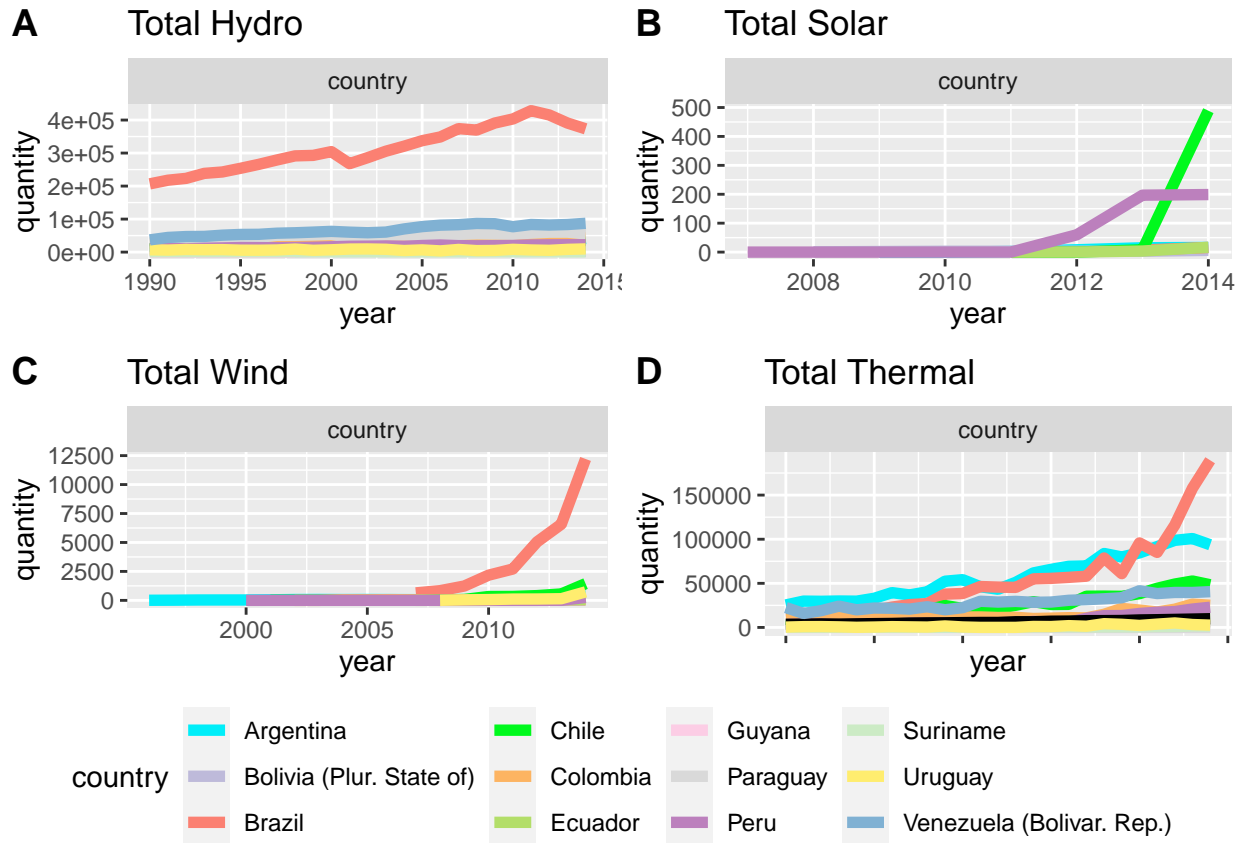 A Total Hydro
country
4e+05
3e+05
2e+05
1e+05
0e+00
quantity
1990 1995 2000 2005 2010 2015
year
B Total Solar
country
500
400
300
200
100
0
quantity
2008 2010 2012 2014
year
C Total Wind
country
12500
10000
7500
5000
2500
0
quantity
2000 2005 2010
year
D Total Thermal
country
150000
100000
50000
0
quantity
year
country
Argentina Chile Guyana Suriname
Bolivia (Plur. State of) Colombia Paraguay Uruguay
Brazil Ecuador Peru Venezuela (Bolivar. Rep.)